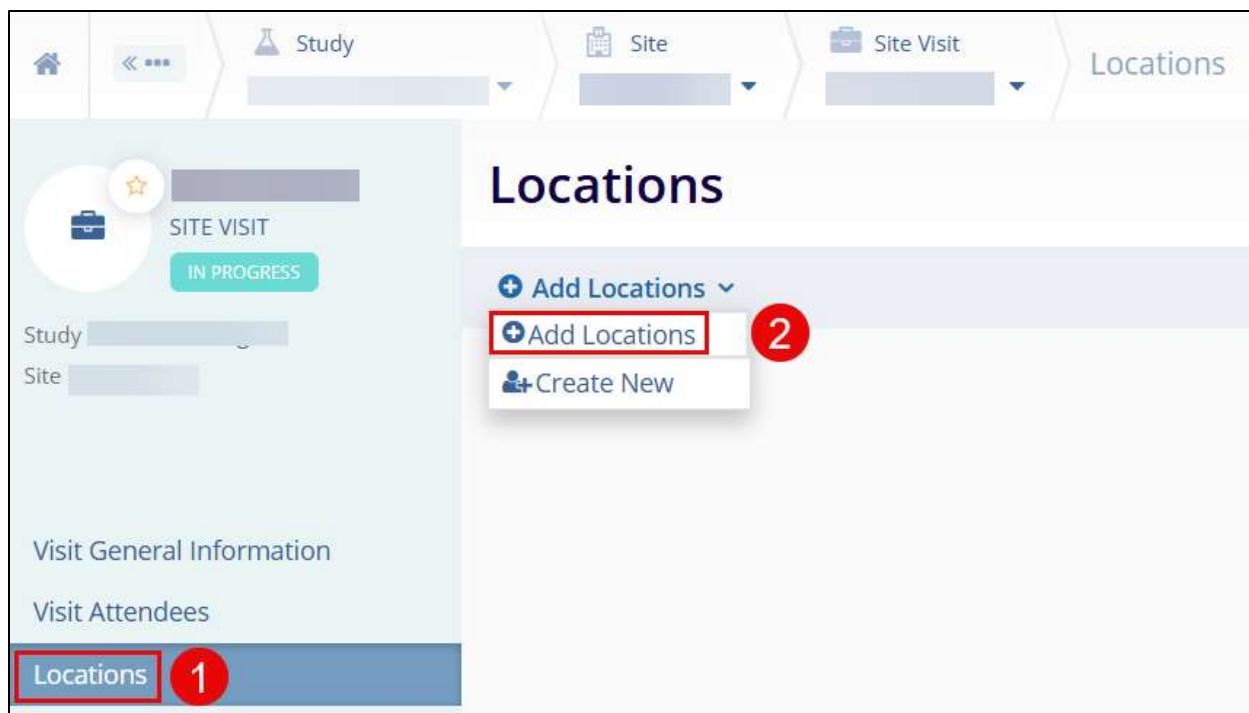 Study
Site
Site Visit
Locations
SITE VISIT
IN PROGRESS
Study
Site
Locations
Add Locations
Add Locations
2
Create New
Visit General Information
Visit Attendees
Locations
1